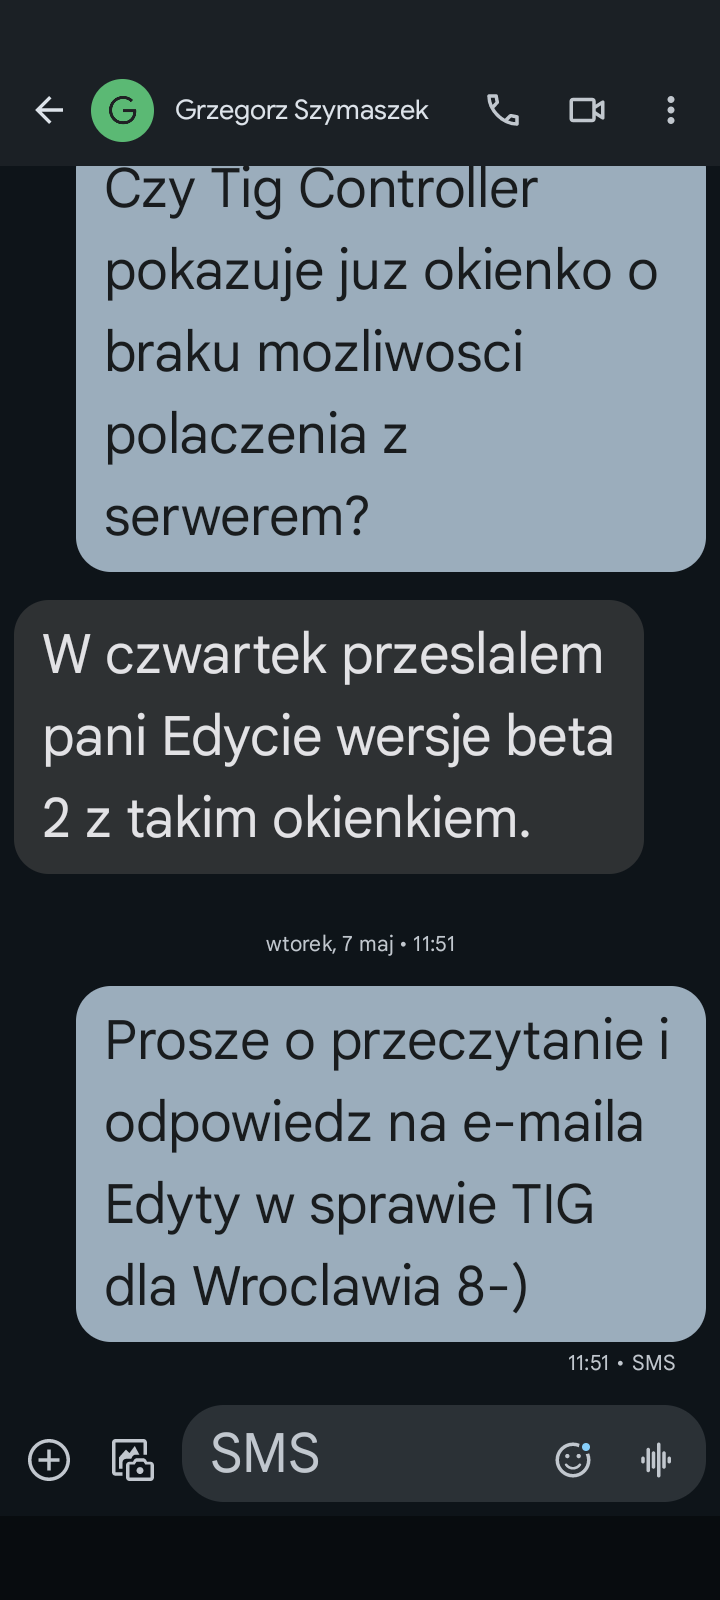 G
Grzegorz Szymaszek
Czy Tig Controller
pokazuje juz okienko o
braku mozliwosci
polaczenia z
serwerem?
W czwartek przeslalem
pani Edycie wersje beta
2 z takim okienkiem.
wtorek, 7 maj • 11:51
Prosze o przeczytanie i
odpowiedz na e-maila
Edyty w sprawie TIG
dla Wroclawia 8-)
11:51 • SMS
SMS